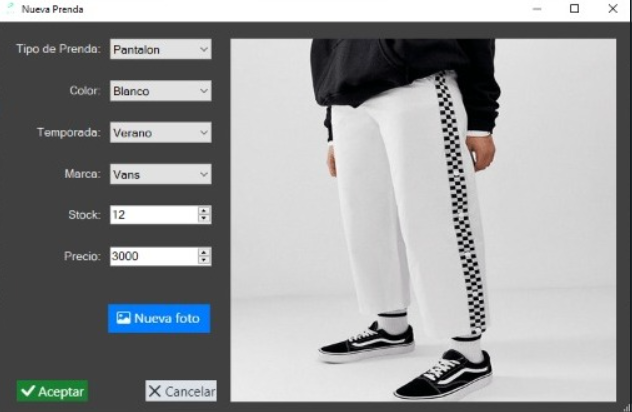 Nueva Prenda
Tipo de Prenda: Pantalon
Color: Blanco
Temporada: Verano
Marca: Vans
Stock: 12
Precio: 3000
Nueva foto
Aceptar
Cancelar